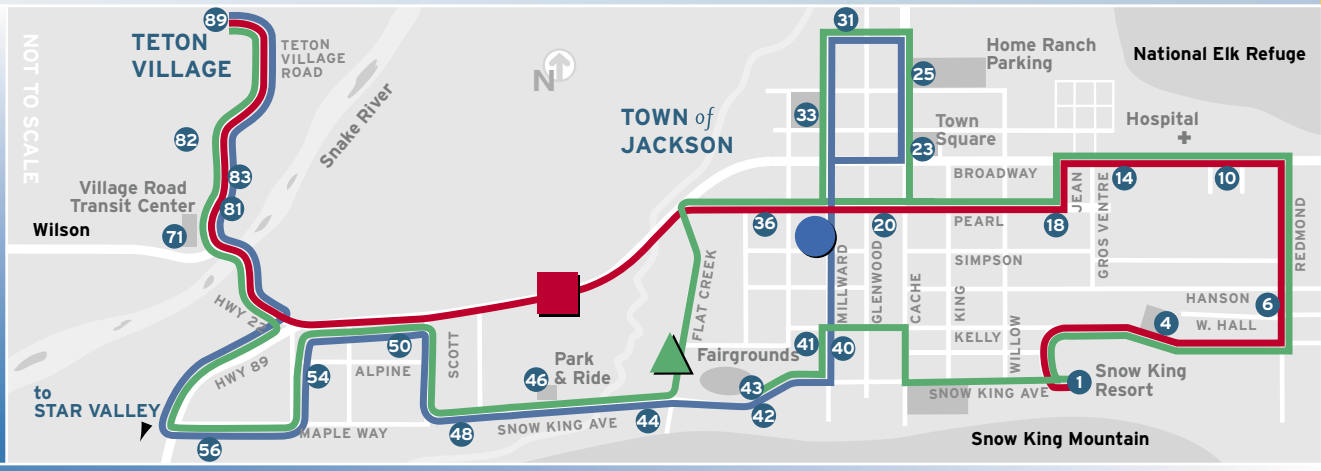 89
TETON
VILLAGE
TETON
VILLAGE
ROAD
NOT TO SCALE
82
83
81
Village Road
Transit Center
71
Wilson
Snake River
N
HWY 22
HWY 89
to
STAR VALLEY
56
54
MAPLE WAY
50
ALPINE
SCOTT
48
46
Park
& Ride
SNOW KING AVE
44
FLAT CREEK
Fairgrounds
43
42
41
40
TOWN of
JACKSON
31
33
25
Home Ranch
Parking
23
Town
Square
National Elk Refuge
Hospital
BROADWAY
JEAN
14
GROS VENTRE
10
REDMOND
36
20
PEARL
18
MILLWARD
GLENWOOD
CACHE
SIMPSON
KING
KELLY
WILLOW
HANSON
6
4
W. HALL
1
Snow King
Resort
SNOW KING AVE
Snow King Mountain